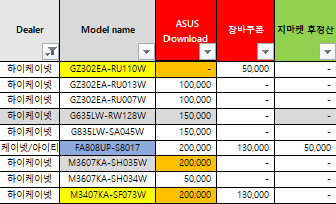 Dealer Model name ASUS Download 장바쿠폰 지마켓 후정산
하이케이넷 GZ302EA-RU110W - 50,000 -
하이케이넷 GZ302EA-RU013W 100,000 - -
하이케이넷 GZ302EA-RU007W 100,000 - -
하이케이넷 G635LW-RW128W 150,000 - -
하이케이넷 G835LW-SA045W 150,000 - -
케이넷/아이티 FA808UP-S8017 200,000 130,000 50,000
하이케이넷 M3607KA-SH035W 200,000 - -
하이케이넷 M3607KA-SH034W 50,000 - -
하이케이넷 M3407KA-SF073W 200,000 130,000 -